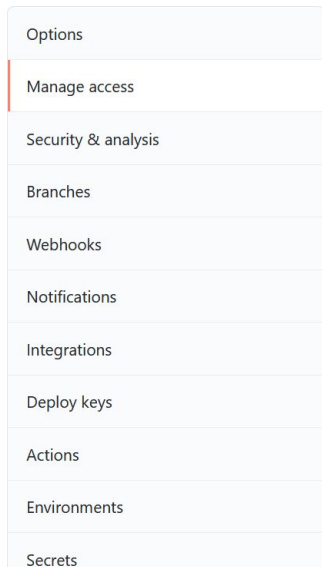 Options
Manage access
Security & analysis
Branches
Webhooks
Notifications
Integrations
Deploy keys
Actions
Environments
Secrets